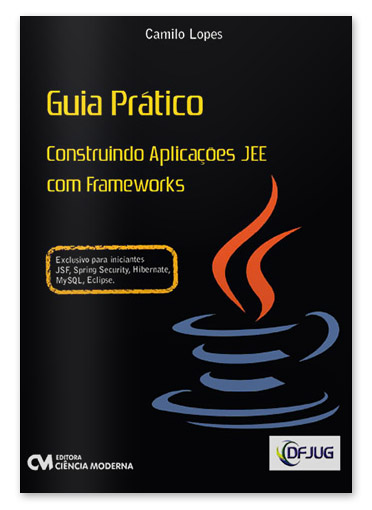 Camilo Lopes
Guia Prático
Construindo Aplicações JEE
com Frameworks
Exclusivo para iniciantes
JSF, Spring Security, Hibernate,
MySQL, Eclipse.
CM EDITORA
CIÊNCIA MODERNA
DFJUG